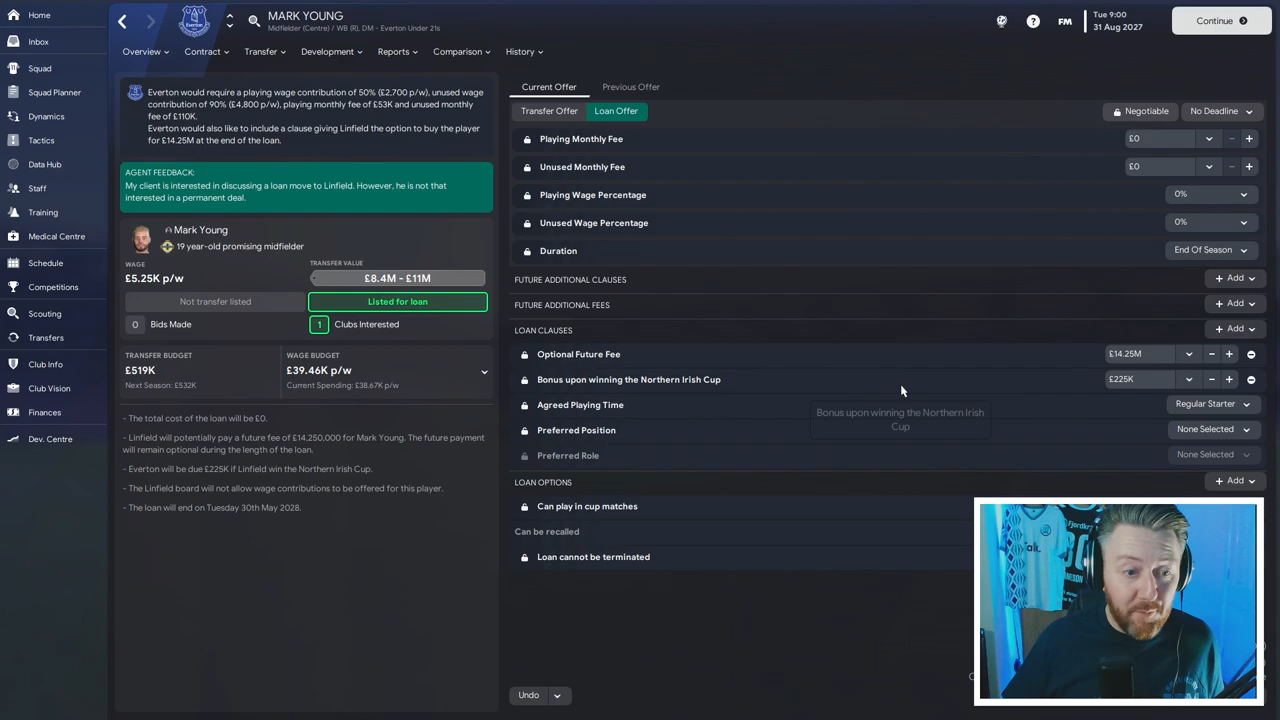 Home
Inbox
Squad
Squad Planner
Dynamics
Tactics
Data Hub
Staff
Training
Medical Centre
Schedule
Competitions
Scouting
Transfers
Club Info
Club Vision
Finances
Dev. Centre
Everton
MARK YOUNG
Midfielder (Centre) / WB (R), DM - Everton Under 21s
FM
Tue 9:00
31 Aug 2027
Continue
Overview
Contract
Transfer
Development
Reports
Comparison
History
Everton would require a playing wage contribution of 50% (£2,700 p/w), unused wage
contribution of 90% (£4,800 p/w), playing monthly fee of £53K and unused monthly
fee of £110K.
Everton would also like to include a clause giving Linfield the option to buy the player
for £14.25M at the end of the loan.
AGENT FEEDBACK:
My client is interested in discussing a loan move to Linfield. However, he is not that
interested in a permanent deal.
Mark Young
19 year-old promising midfielder
WAGE
£5.25K p/w
TRANSFER VALUE
£8.4M - £11M
Not transfer listed
Listed for loan
0 Bids Made
1 Clubs Interested
TRANSFER BUDGET
£519K
Next Season: £532K
WAGE BUDGET
£39.46K p/w
Current Spending: £38.67K p/w
- The total cost of the loan will be £0.
- Linfield will potentially pay a future fee of £14,250,000 for Mark Young. The future payment
will remain optional during the length of the loan.
- Everton will be due £225K if Linfield win the Northern Irish Cup.
- The Linfield board will not allow wage contributions to be offered for this player.
- The loan will end on Tuesday 30th May 2028.
Current Offer
Previous Offer
Transfer Offer
Loan Offer
Negotiable
No Deadline
Playing Monthly Fee £0
Unused Monthly Fee £0
Playing Wage Percentage 0%
Unused Wage Percentage 0%
Duration End Of Season
FUTURE ADDITIONAL CLAUSES + Add
FUTURE ADDITIONAL FEES + Add
LOAN CLAUSES + Add
Optional Future Fee £14.25M
Bonus upon winning the Northern Irish Cup £225K
Agreed Playing Time Regular Starter
Bonus upon winning the Northern Irish
Cup
Preferred Position None Selected
Preferred Role None Selected
LOAN OPTIONS + Add
Can play in cup matches
Can be recalled
Loan cannot be terminated
Undo